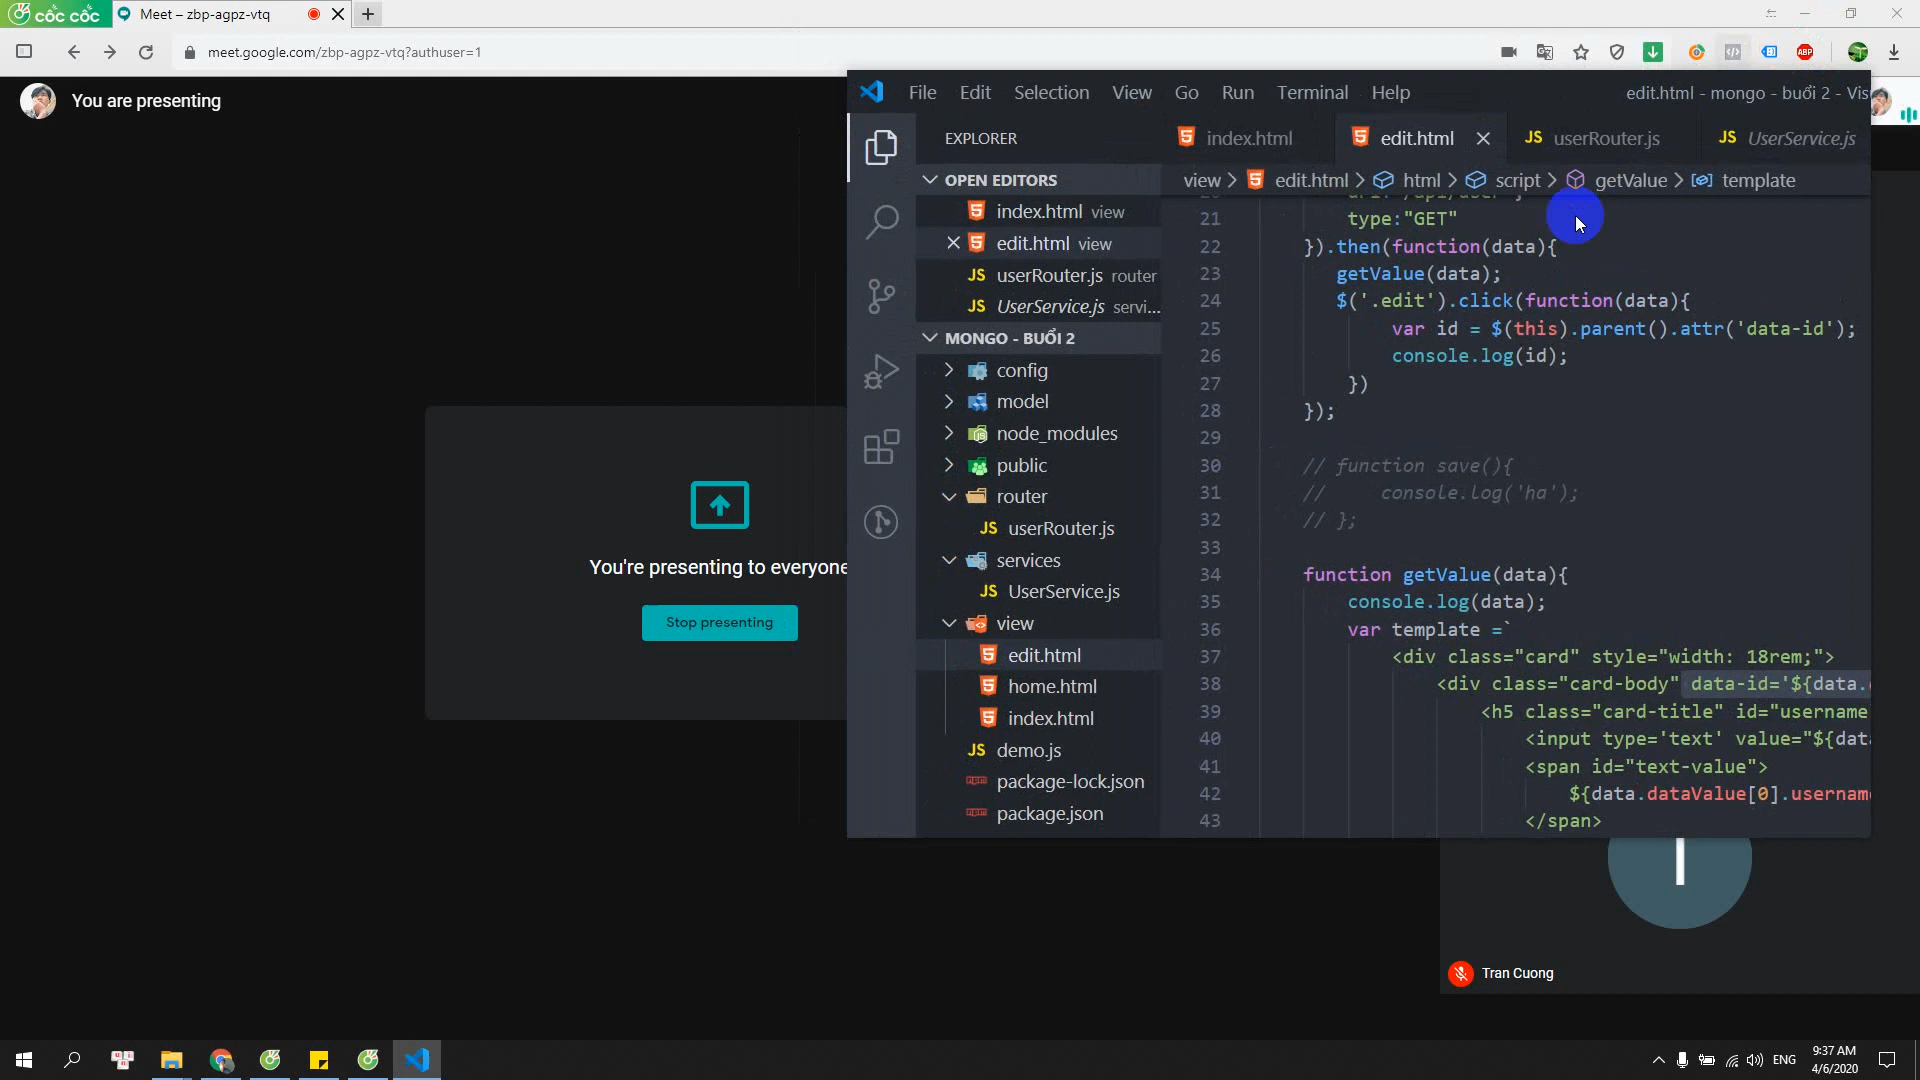 cốc cốc
Meet – zbp-agpz-vtq
meet.google.com/zbp-agpz-vtq?authuser=1
ABP
You are presenting
You're presenting to everyone
Stop presenting
File Edit Selection View Go Run Terminal Help
edit.html - mongo - buổi 2 - Vis
EXPLORER
index.html
edit.html
JS userRouter.js
JS UserService.js
OPEN EDITORS
index.html view
edit.html view
JS userRouter.js router
JS UserService.js servi...
MONGO - BUỔI 2
config
model
node_modules
public
router
JS userRouter.js
services
JS UserService.js
view
edit.html
home.html
index.html
JS demo.js
package-lock.json
package.json
view > edit.html > html > script > getValue > template
21 type:"GET"
22 }).then(function(data){
23 getValue(data);
24 $('.edit').click(function(data){
25 var id = $(this).parent().attr('data-id');
26 console.log(id);
27 })
28 });
29
30 // function save(){
31 // console.log('ha');
32 // };
33
34 function getValue(data){
35 console.log(data);
36 var template =`
37 <div class="card" style="width: 18rem;">
38 <div class="card-body" data-id='${data.
39 <h5 class="card-title" id="username
40 <input type='text' value="${dat
41 <span id="text-value">
42 ${data.dataValue[0].usernam
43 </span>
T
Tran Cuong
ENG
9:37 AM
4/6/2020